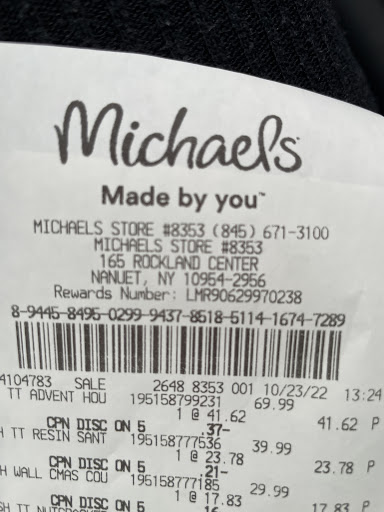 Michaels
Made by you™
MICHAELS STORE #8353 (845) 671-3100
MICHAELS STORE #8353
165 ROCKLAND CENTER
NANUET, NY 10954-2956
Rewards Number: LMR90629970238
8-9445-8495-0299-9437-8518-5114-1674-7289
4104783 SALE 2648 8353 001 10/23/22 13:24
TT ADVENT HOU 195158799231 69.99
1 @ 41.62 41.62 P
CPN DISC ON 5 .37-
H TT RESIN SANT 195158777536 39.99
1 @ 23.78 23.78 P
CPN DISC ON 5 21-
H WALL CMAS COU 195158777185 29.99
1 @ 17.83 17.83 P
CPN DISC ON 5 16